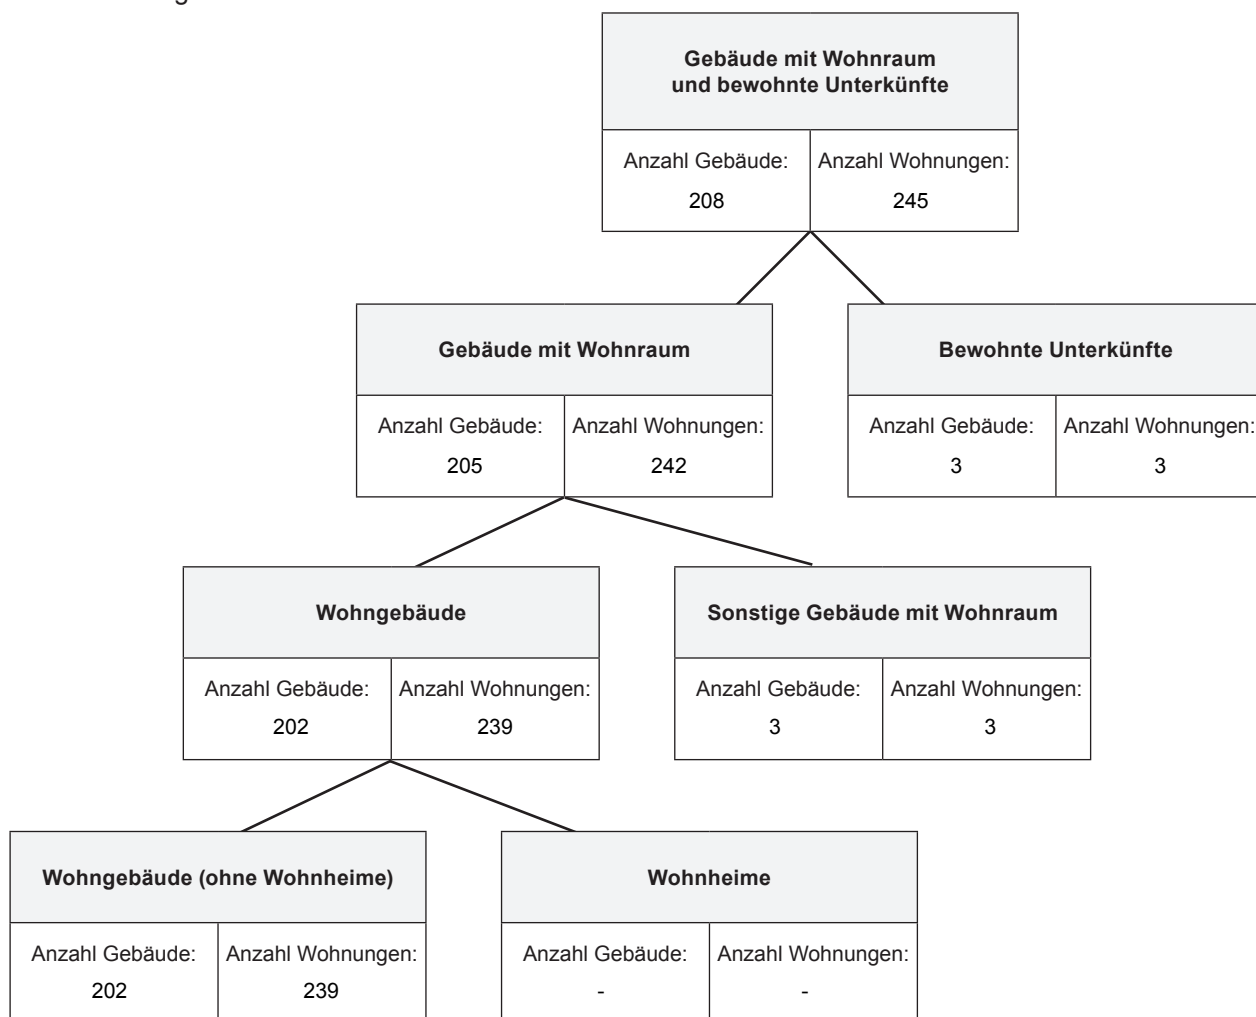 Gebäude mit Wohnraum
und bewohnte Unterkünfte
Anzahl Gebäude: Anzahl Wohnungen:
208 245
Gebäude mit Wohnraum
Bewohnte Unterkünfte
Anzahl Gebäude: Anzahl Wohnungen:
205 242
Anzahl Gebäude: Anzahl Wohnungen:
3 3
Wohngebäude
Sonstige Gebäude mit Wohnraum
Anzahl Gebäude: Anzahl Wohnungen:
202 239
Anzahl Gebäude: Anzahl Wohnungen:
3 3
Wohngebäude (ohne Wohnheime)
Wohnheime
Anzahl Gebäude: Anzahl Wohnungen:
202 239
Anzahl Gebäude: Anzahl Wohnungen:
- -